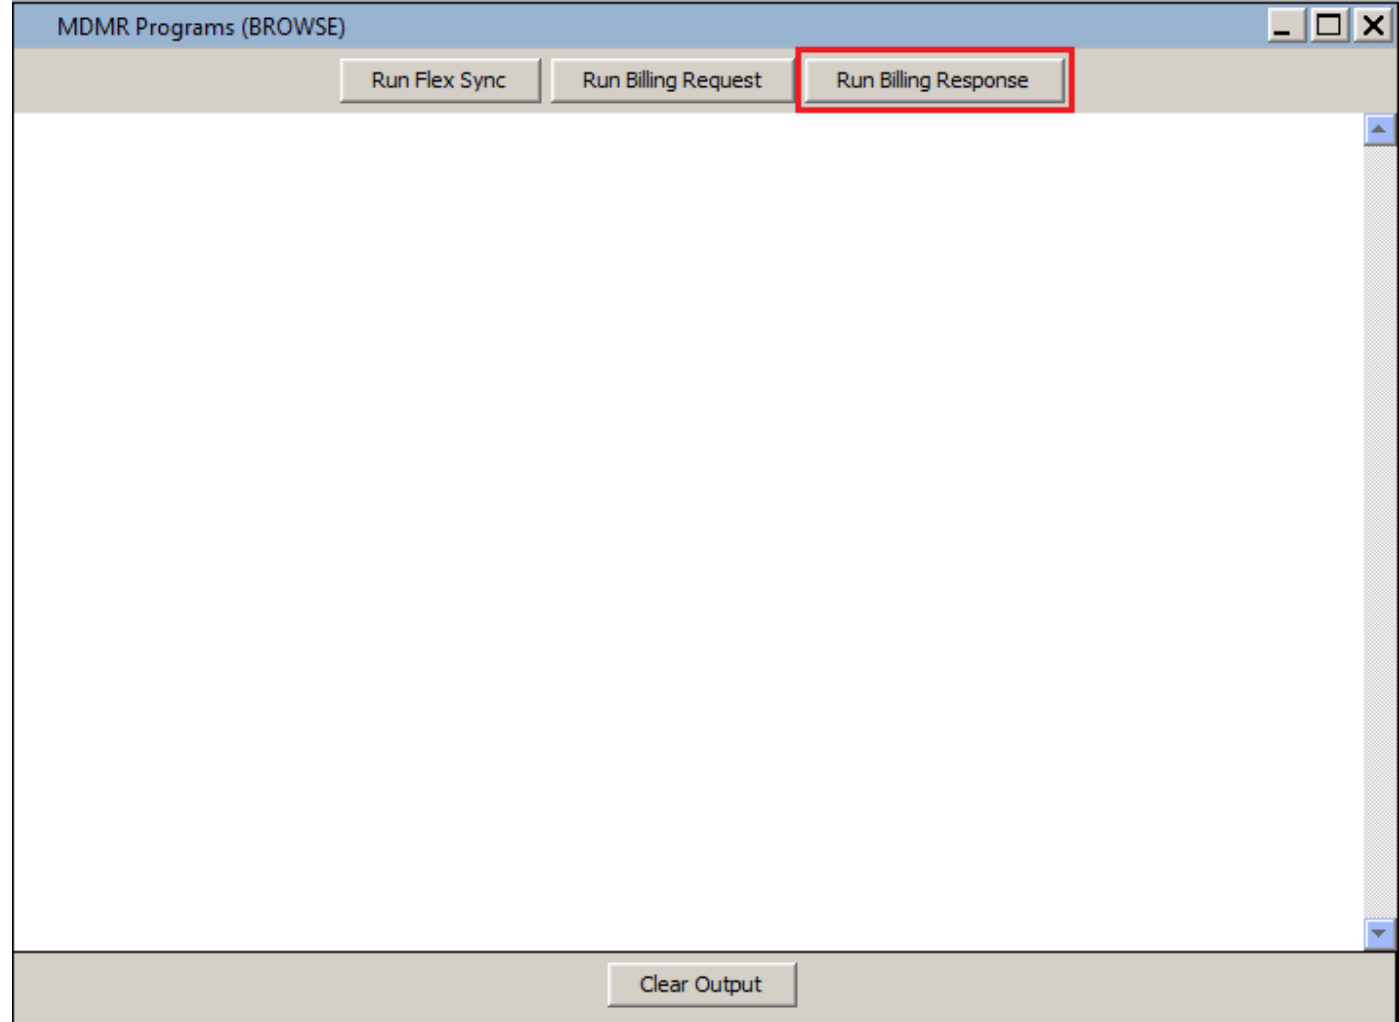 MDMR Programs (BROWSE)
Run Flex Sync Run Billing Request Run Billing Response
Clear Output